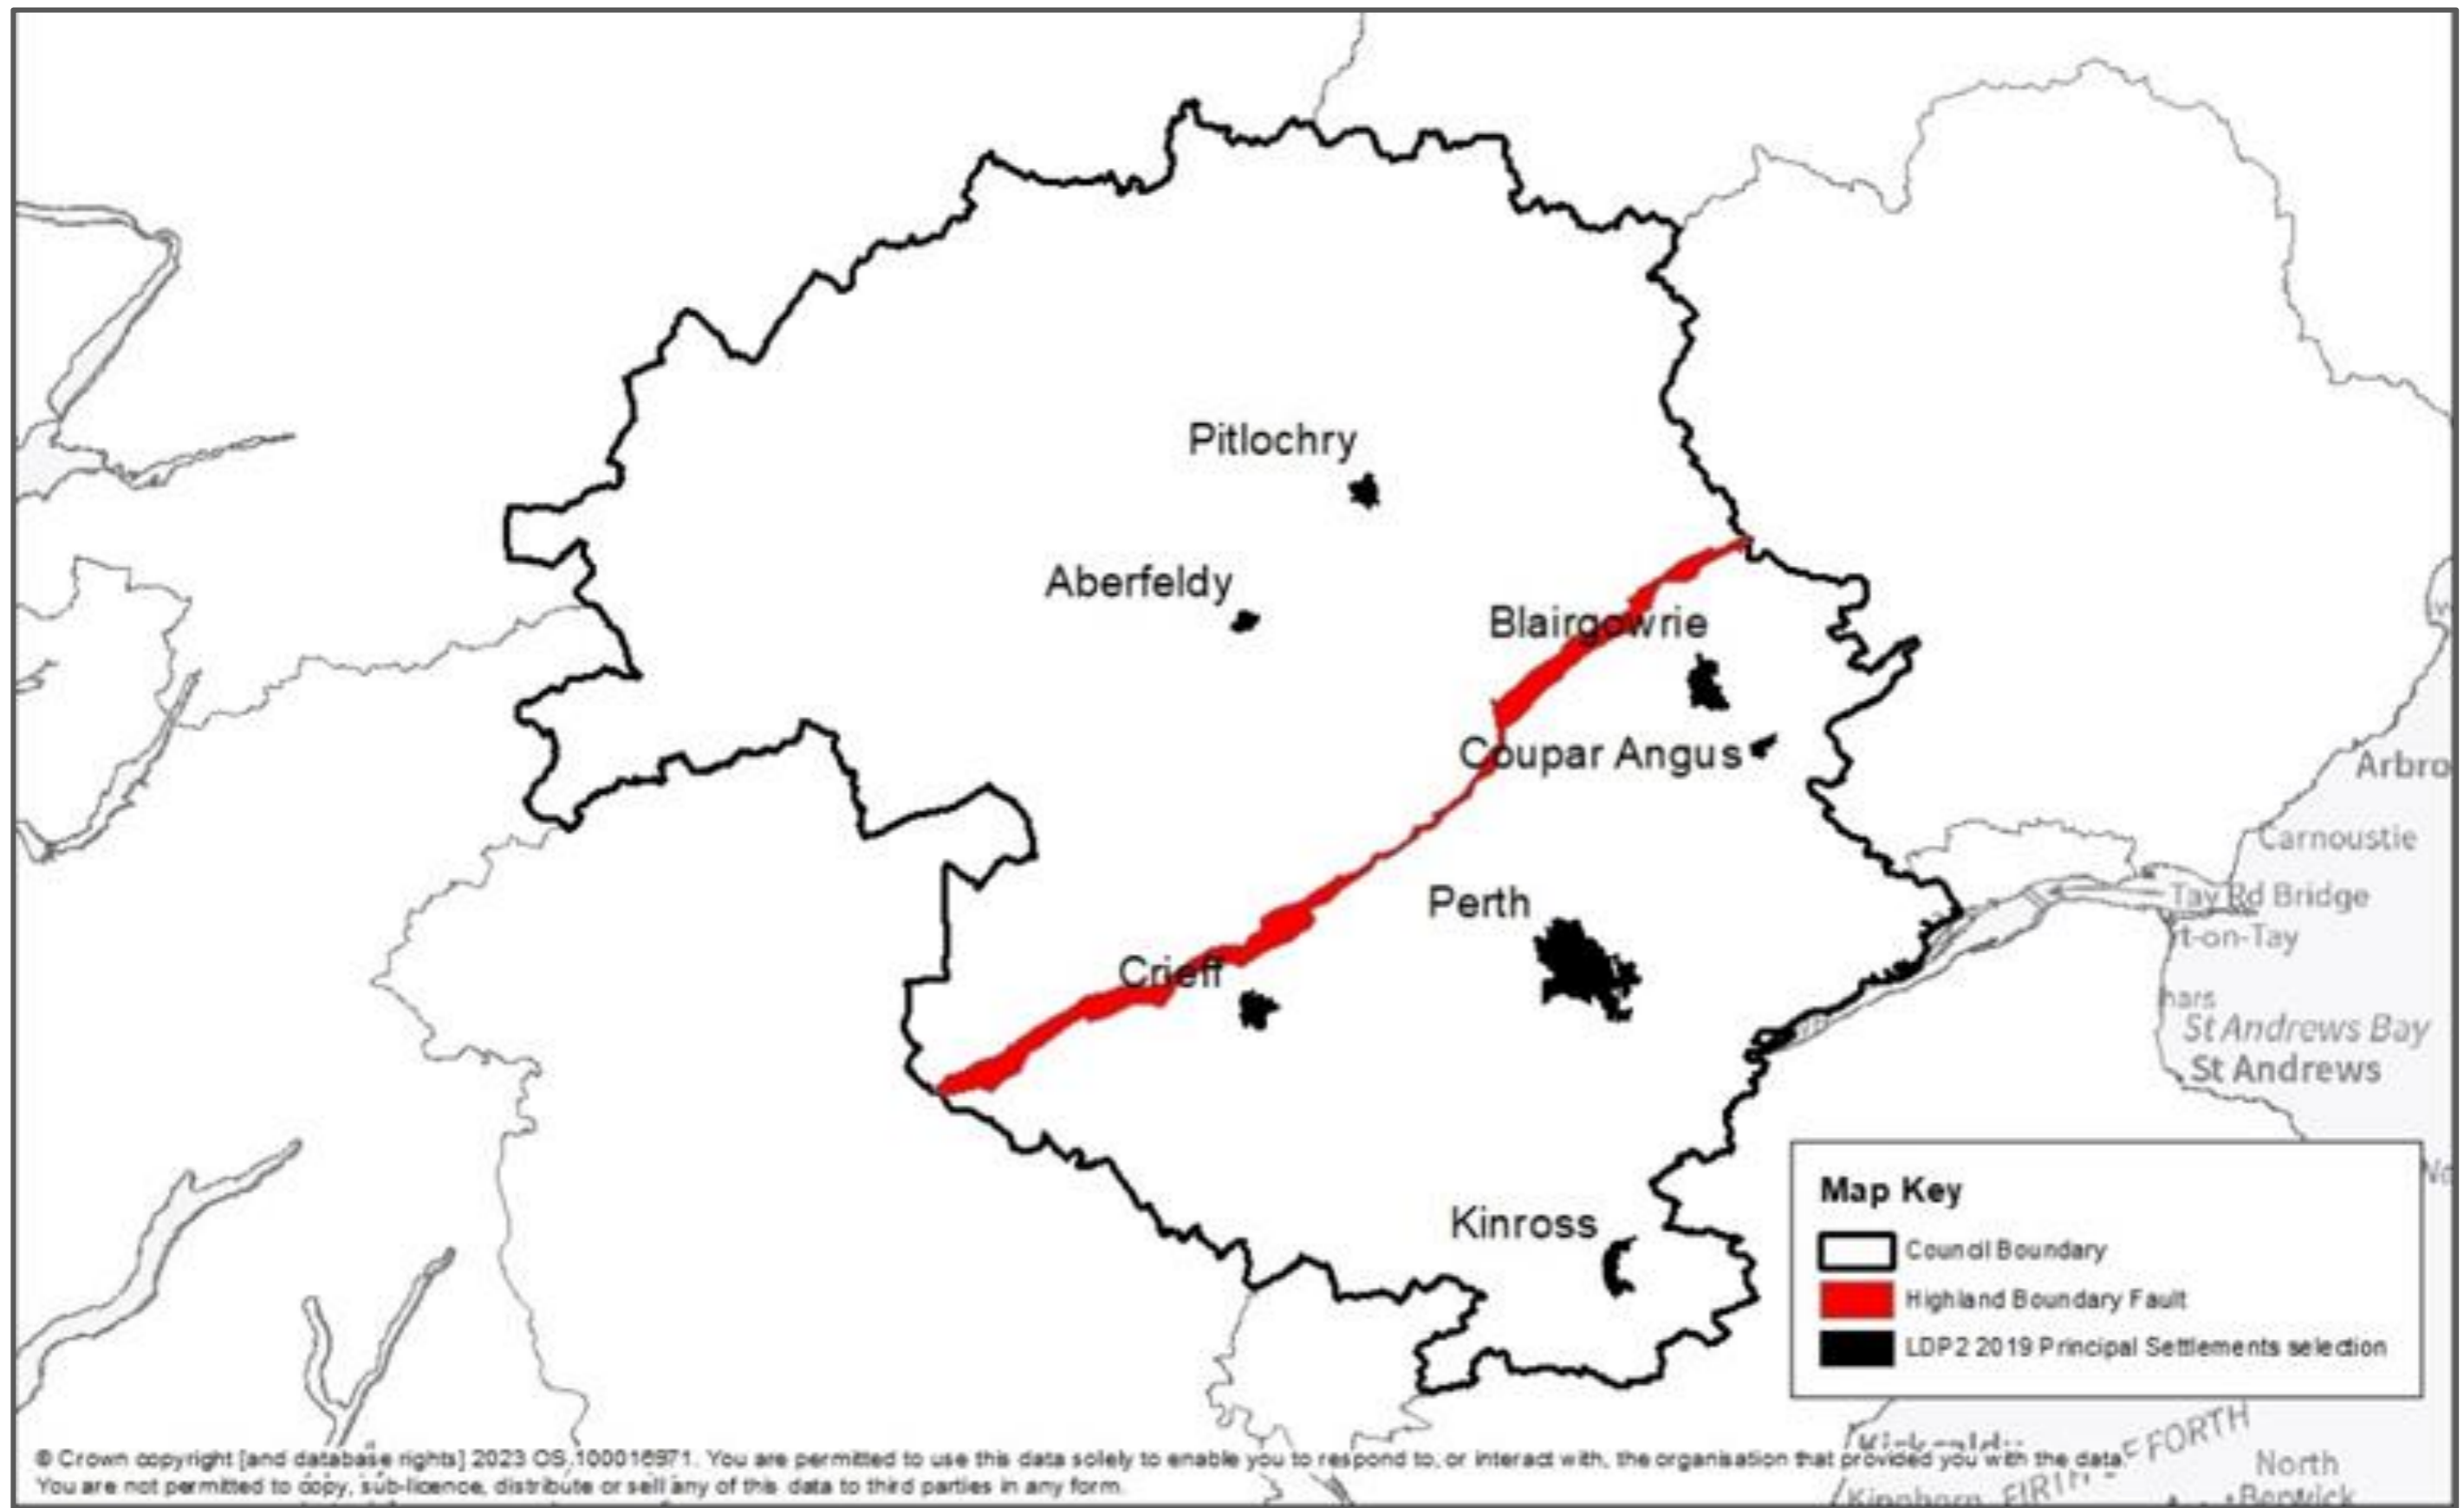 Pitlochry
Aberfeldy
Blairgowrie
Coupar Angus
Arbro
Carnoustie
Perth
Tay Rd Bridge
t-on-Tay
Crieff
hars
St Andrews Bay
St Andrews
No
Kinross
Map Key
Council Boundary
Highland Boundary Fault
LDP2 2019 Principal Settlements selection
FORTH
© Crown copyright [and database rights] 2023 OS 100016971. You are permitted to use this data solely to enable you to respond to, or interact with, the organisation that provided you with the data.
You are not permitted to copy, sub-licence, distribute or sell any of this data to third parties in any form.
North
Berwick